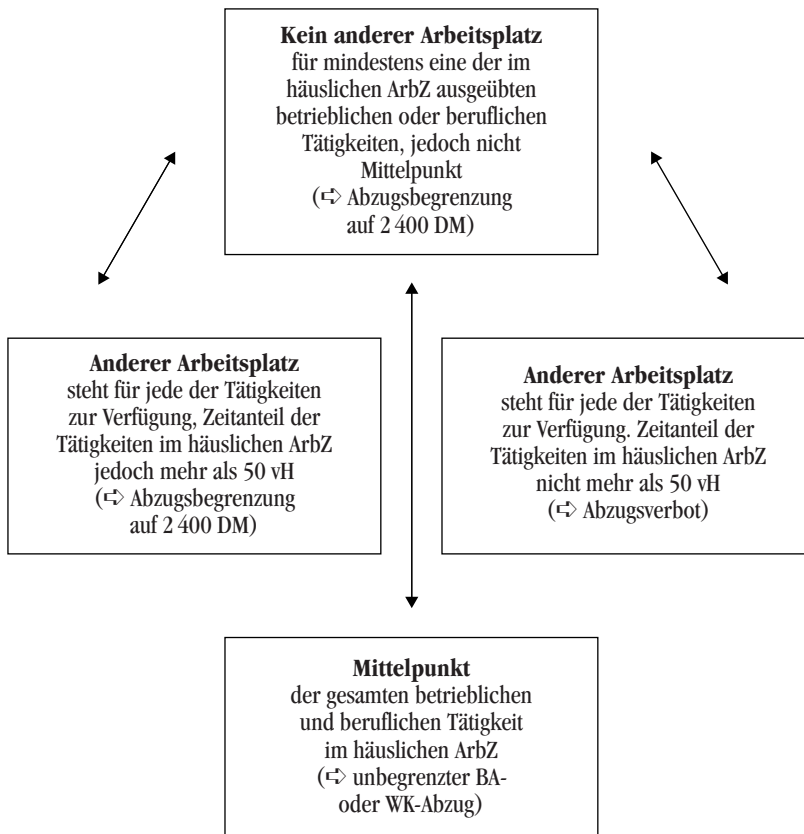 Kein anderer Arbeitsplatz
für mindestens eine der im
häuslichen ArbZ ausgeübten
betrieblichen oder beruflichen
Tätigkeiten, jedoch nicht
Mittelpunkt
(➪ Abzugsbegrenzung
auf 2 400 DM)
Anderer Arbeitsplatz
steht für jede der Tätigkeiten
zur Verfügung, Zeitanteil der
Tätigkeiten im häuslichen ArbZ
jedoch mehr als 50 vH
(➪ Abzugsbegrenzung
auf 2 400 DM)
Anderer Arbeitsplatz
steht für jede der Tätigkeiten
zur Verfügung. Zeitanteil der
Tätigkeiten im häuslichen ArbZ
nicht mehr als 50 vH
(➪ Abzugsverbot)
Mittelpunkt
der gesamten betrieblichen
und beruflichen Tätigkeit
im häuslichen ArbZ
(➪ unbegrenzter BA-
oder WK-Abzug)